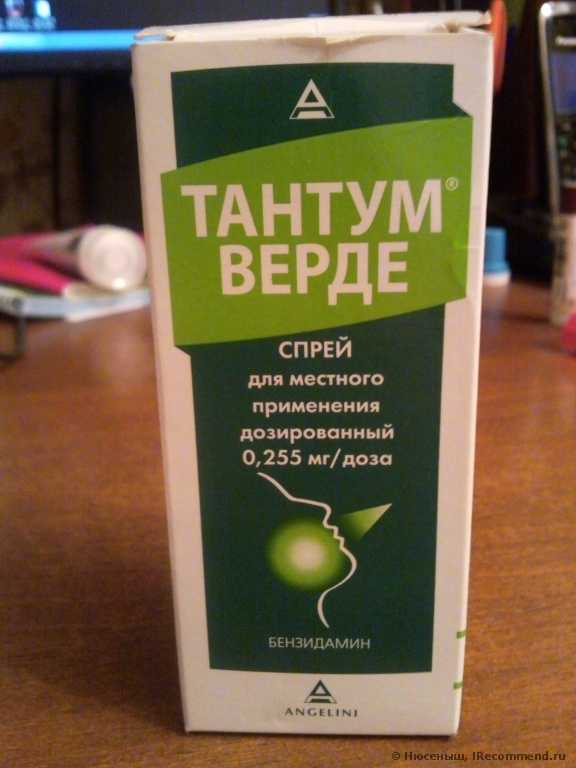 ТАНТУМ®
ВЕРДЕ
СПРЕЙ
для местного
применения
дозированный
0,255 мг/доза
БЕНЗИДАМИН
ANGELINI
© Нюсеныш, IRecommend.ru